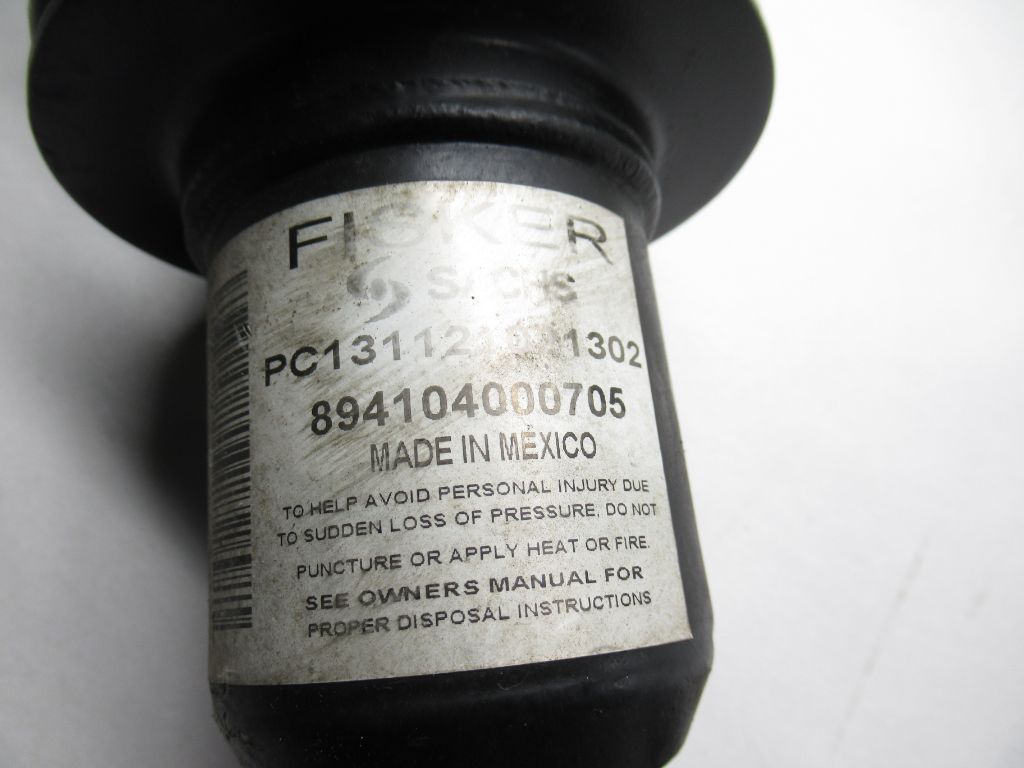 FISKER
SACHS
894104000705
MADE IN MEXICO
TO HELP AVOID PERSONAL INJURY DUE
TO SUDDEN LOSS OF PRESSURE, DO NOT
PUNCTURE OR APPLY HEAT OR FIRE.
SEE OWNERS MANUAL FOR
PROPER DISPOSAL INSTRUCTIONS